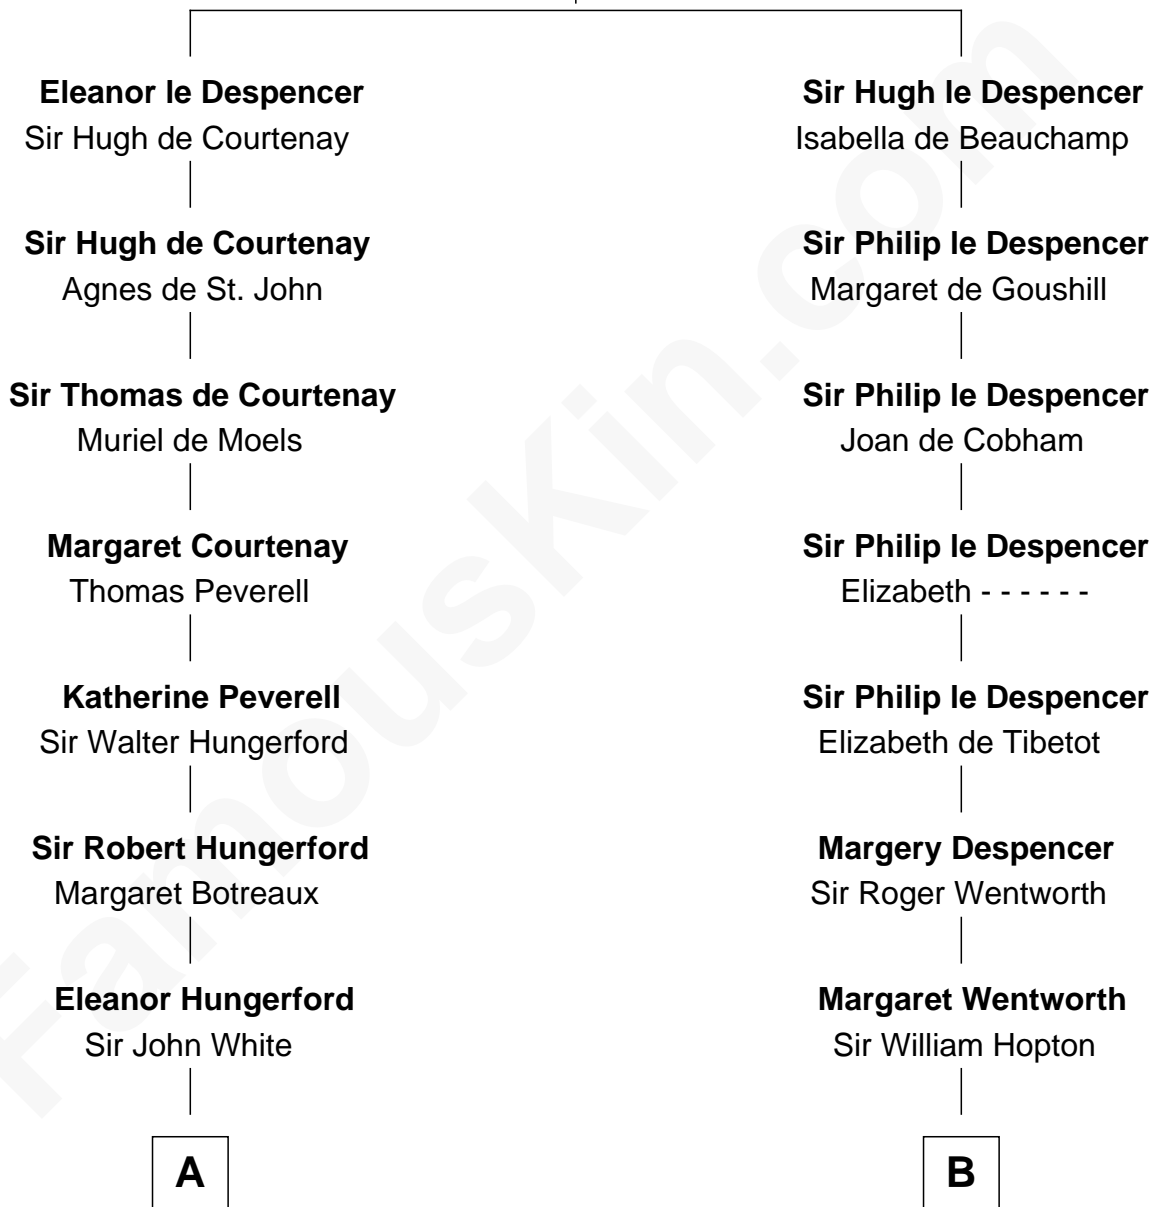 Eleanor le Despencer
Sir Hugh de Courtenay
Sir Hugh de Courtenay
Agnes de St. John
Sir Thomas de Courtenay
Muriel de Moels
Margaret Courtenay
Thomas Peverell
Katherine Peverell
Sir Walter Hungerford
Sir Robert Hungerford
Margaret Botreaux
Eleanor Hungerford
Sir John White
A
Sir Hugh le Despencer
Isabella de Beauchamp
Sir Philip le Despencer
Margaret de Goushill
Sir Philip le Despencer
Joan de Cobham
Sir Philip le Despencer
Elizabeth - - - - - -
Sir Philip le Despencer
Elizabeth de Tibetot
Margery Despencer
Sir Roger Wentworth
Margaret Wentworth
Sir William Hopton
B
FamousKin.com